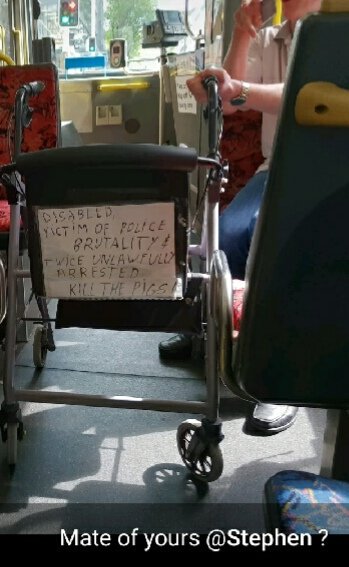 DISABLED,
VICTIM OF POLICE
BRUTALITY &
TWICE UNLAWFULLY
ARRESTED
KILL THE PIGS!
Mate of yours @Stephen ?